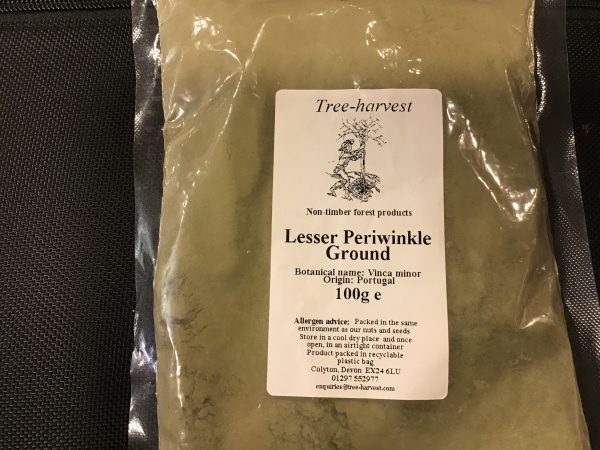 Tree-harvest
Non-timber forest products
Lesser Periwinkle
Ground
Botanical name: Vinca minor
Origin: Portugal
100g e
Allergen advice: Packed in the same
environment as our nuts and seeds
Store in a cool dry place and once
open, in an airtight container
Product packed in recyclable
plastic bag
Colyton, Devon EX24 6LU
01297 552977
enquiries@tree-harvest.com